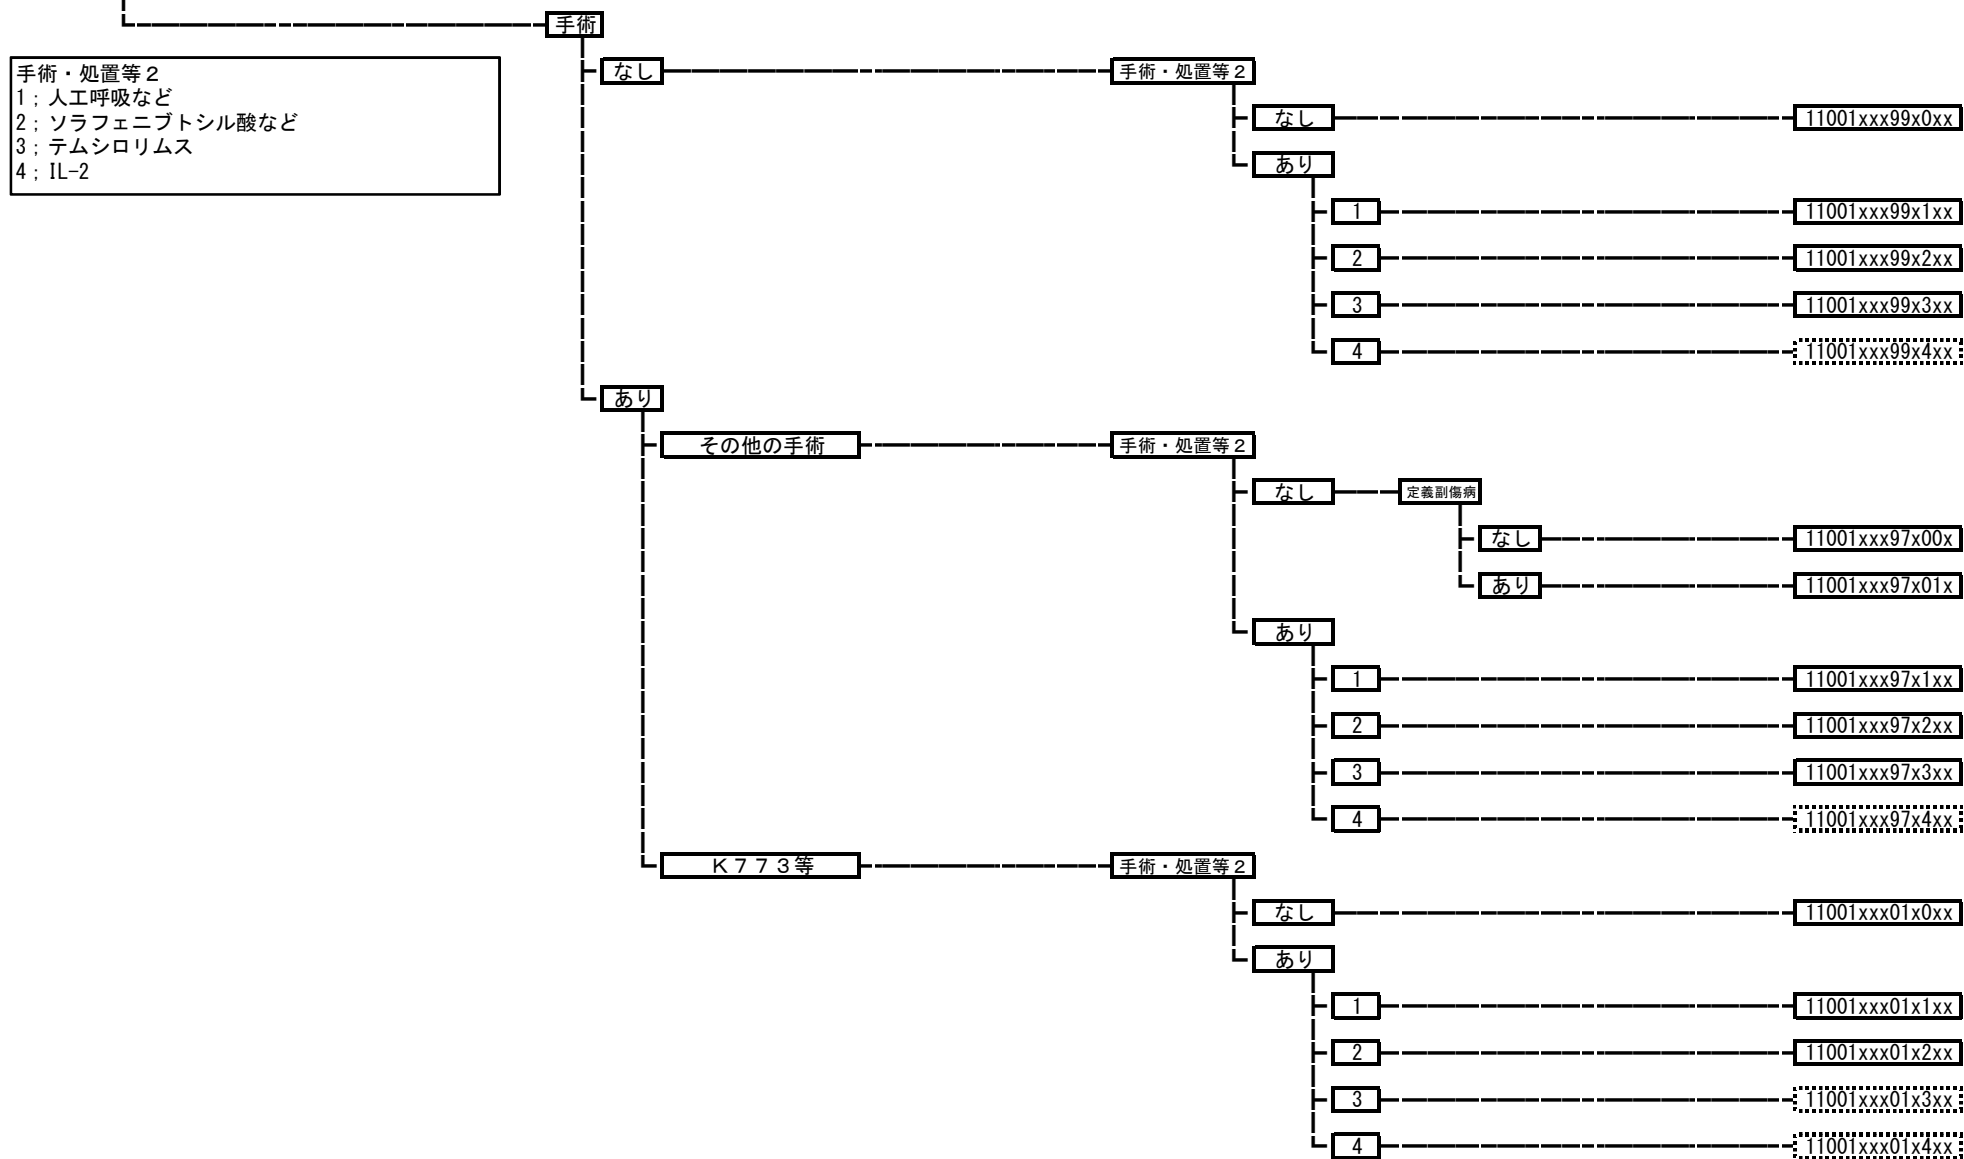 手術
手術・処置等２
1；人工呼吸など
2；ソラフェニブトシル酸など
3；テムシロリムス
4；IL-2
なし
手術・処置等２
なし
11001xxx99x0xx
あり
1
11001xxx99x1xx
2
11001xxx99x2xx
3
11001xxx99x3xx
4
11001xxx99x4xx
あり
その他の手術
手術・処置等２
なし
定義副傷病
なし
11001xxx97x00x
あり
11001xxx97x01x
あり
1
11001xxx97x1xx
2
11001xxx97x2xx
3
11001xxx97x3xx
4
11001xxx97x4xx
Ｋ７７３等
手術・処置等２
なし
11001xxx01x0xx
あり
1
11001xxx01x1xx
2
11001xxx01x2xx
3
11001xxx01x3xx
4
11001xxx01x4xx